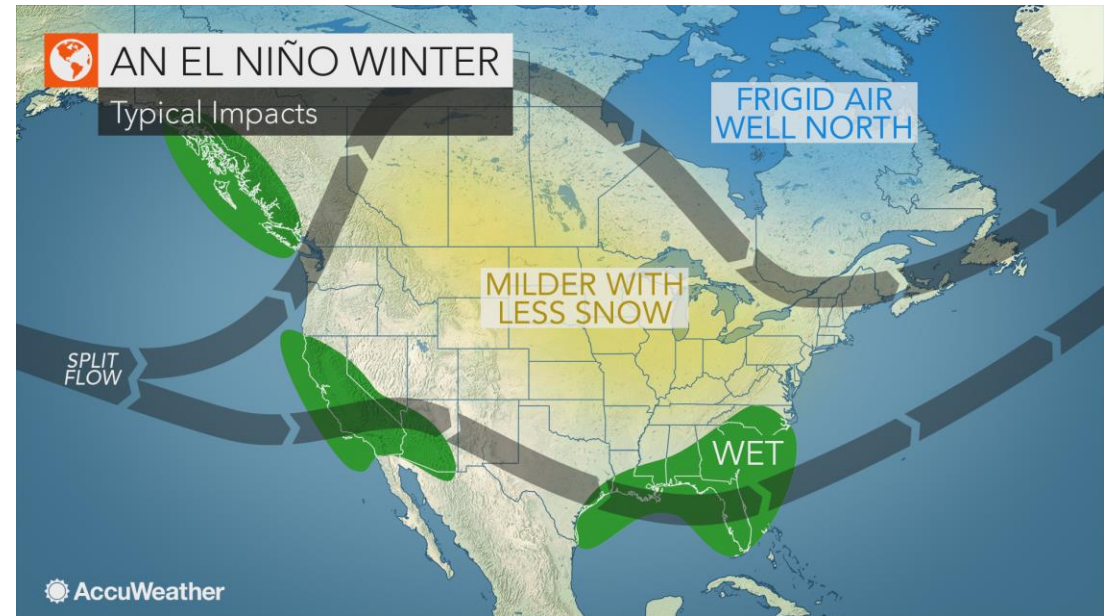 AN EL NIÑO WINTER
Typical Impacts
FRIGID AIR
WELL NORTH
MILDER WITH
LESS SNOW
SPLIT
FLOW
WET
AccuWeather